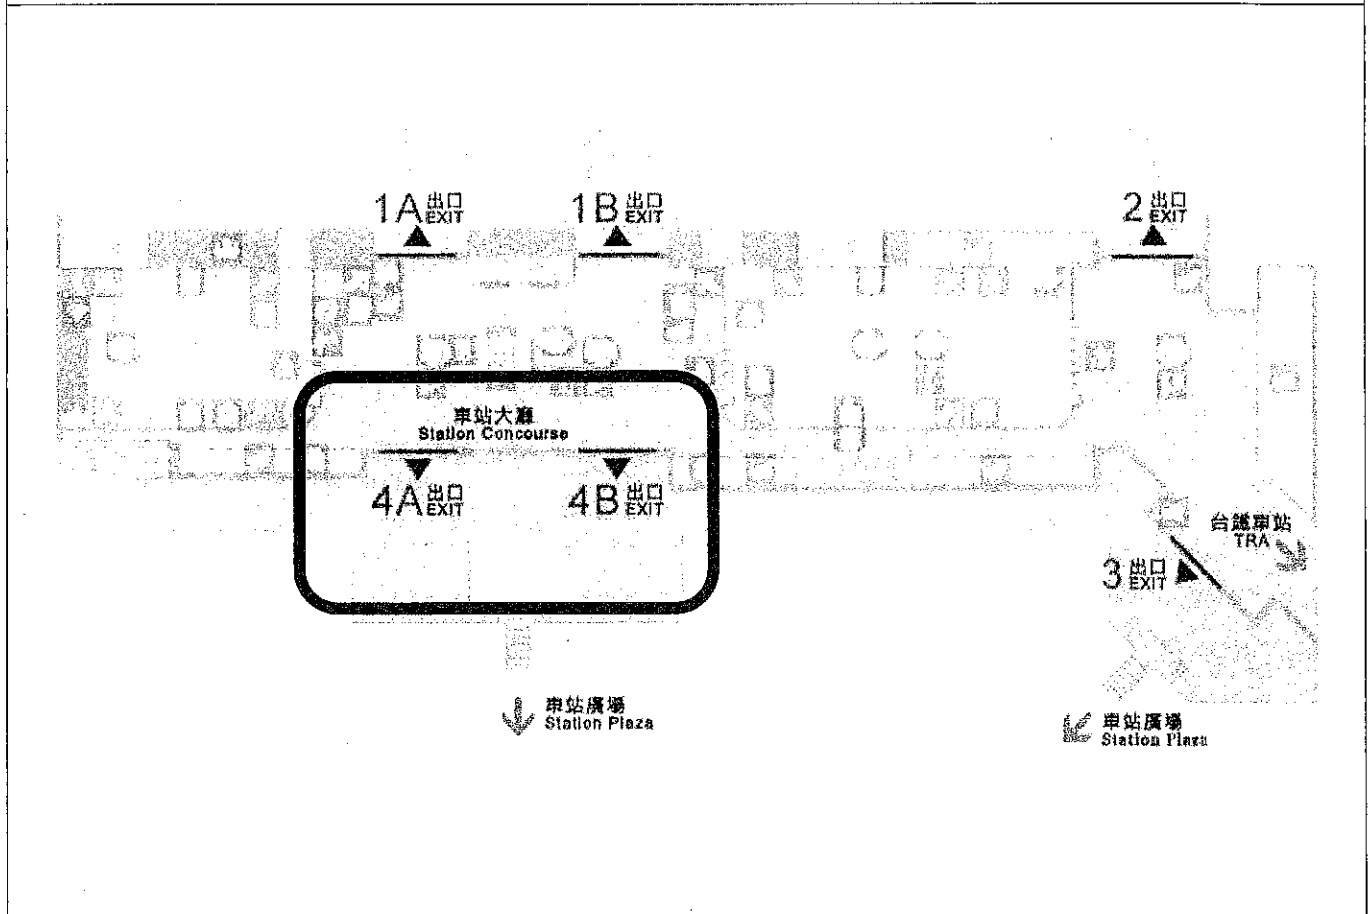 1A 出口
EXIT
1B 出口
EXIT
2 出口
EXIT
車站大廳
Station Concourse
4A 出口
EXIT
4B 出口
EXIT
台鐵車站
TRA
3 出口
EXIT
車站廣場
Station Plaza
車站廣場
Station Plaza